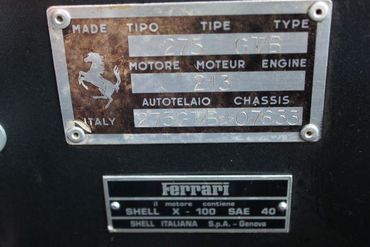 MADE TIPO TIPE TYPE
275 GTB
MOTORE MOTEUR ENGINE
213
AUTOTELAIO CHASSIS
ITALY
Ferrari
il motore contiene
SHELL X - 100 SAE 40
SHELL ITALIANA S.p.A. - Genova